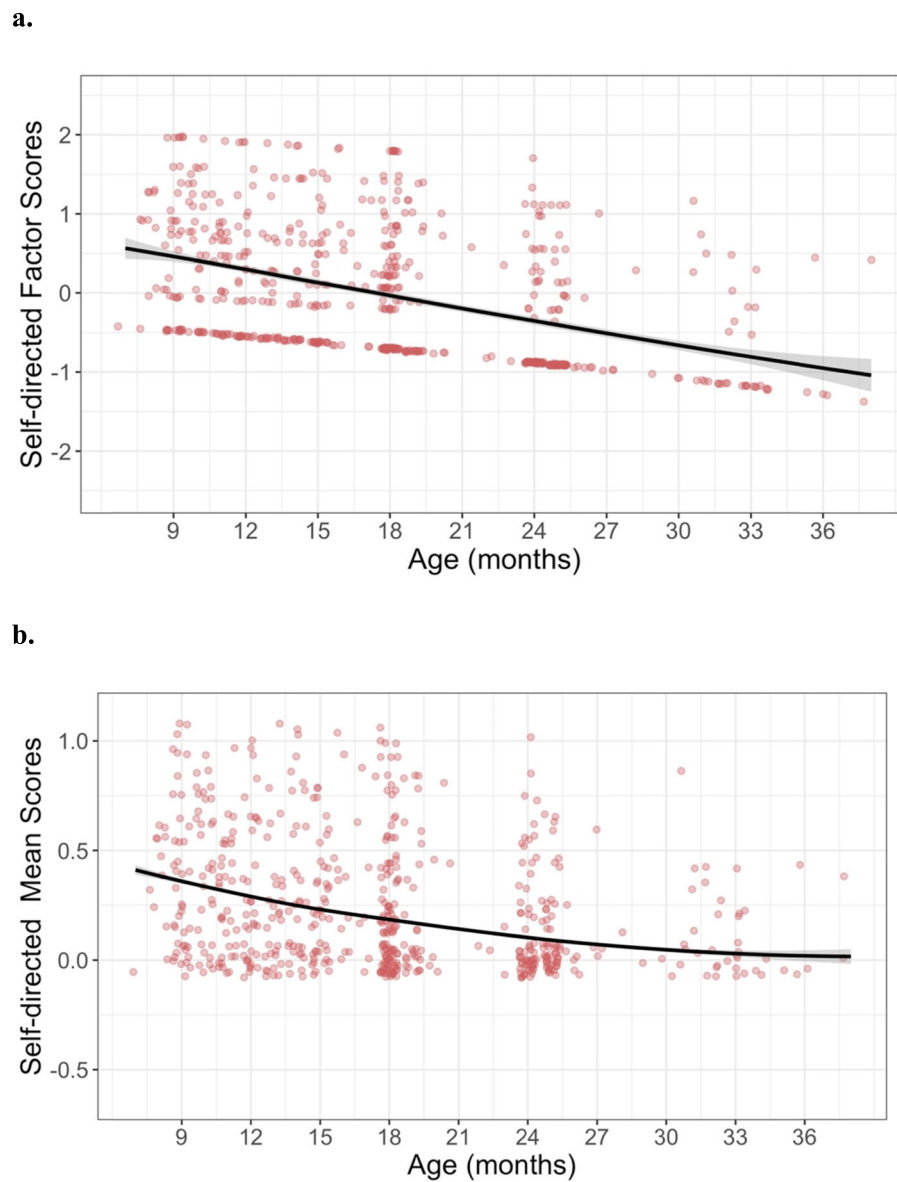 a.
2
1
0
-1
-2
Self-directed Factor Scores
9 12 15 18 21 24 27 30 33 36
Age (months)
b.
1.0
0.5
0.0
-0.5
Self-directed Mean Scores
9 12 15 18 21 24 27 30 33 36
Age (months)